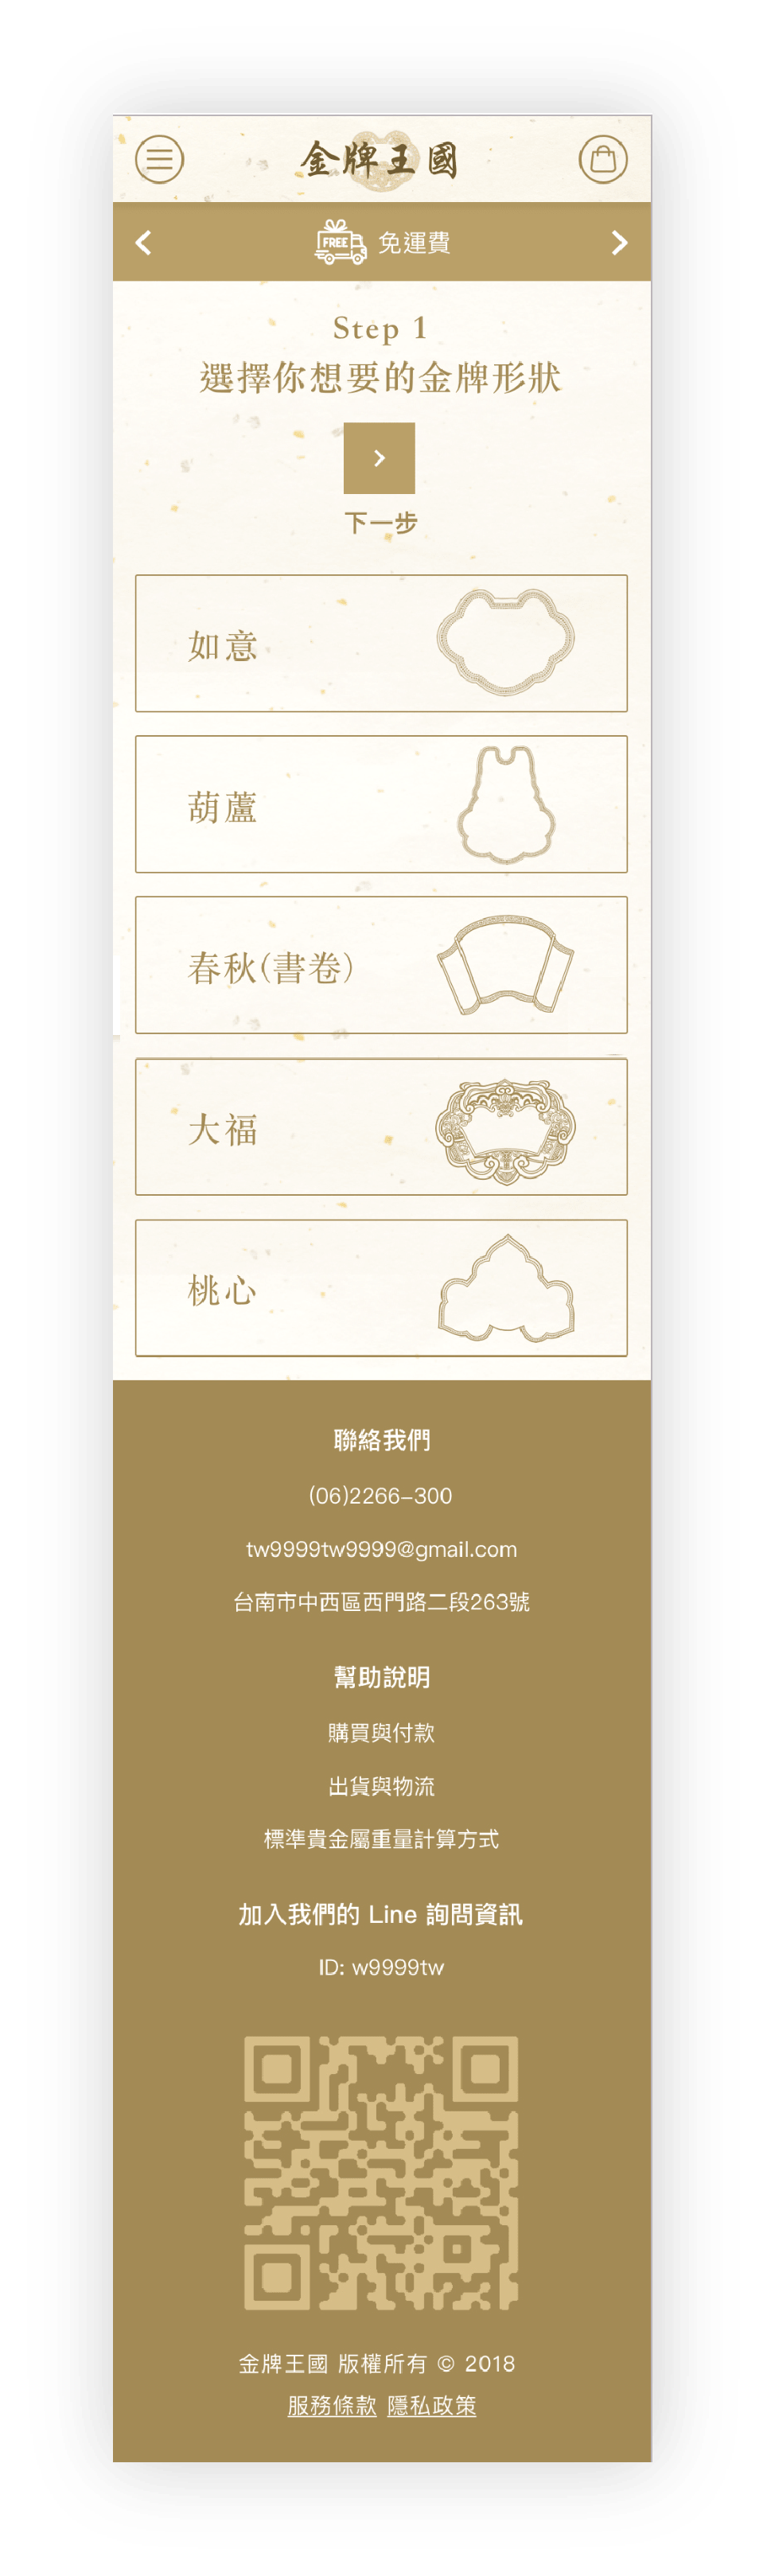 金牌王國
FREE 免運費
Step 1
選擇你想要的金牌形狀
下一步
如意
葫蘆
春秋(書卷)
大福
桃心
聯絡我們
(06)2266-300
tw9999tw9999@gmail.com
台南市中西區西門路二段263號
幫助說明
購買與付款
出貨與物流
標準貴金屬重量計算方式
加入我們的 Line 詢問資訊
ID: w9999tw
金牌王國 版權所有 © 2018
服務條款 隱私政策